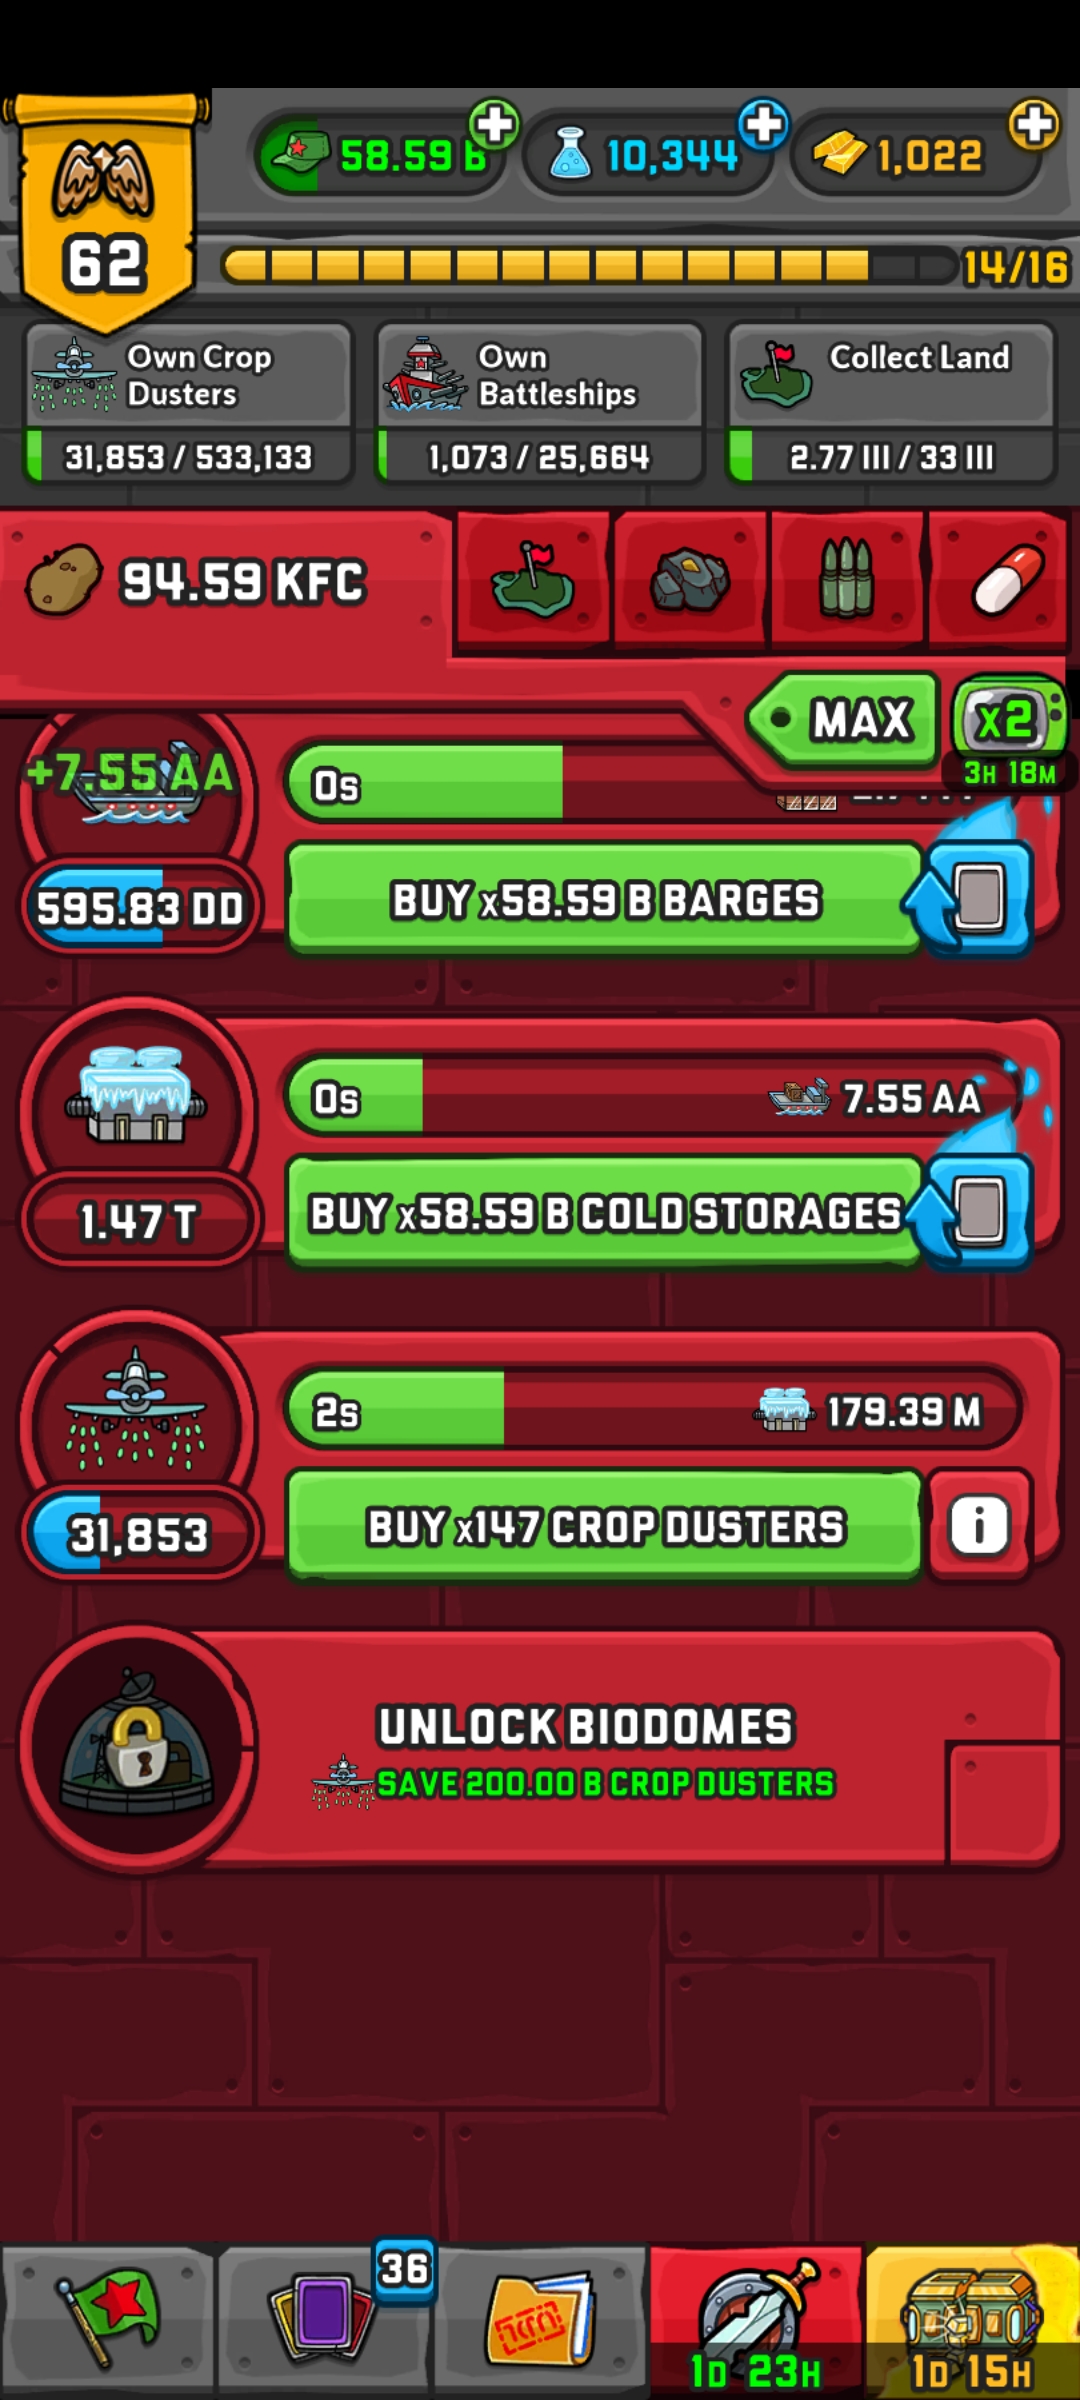 58.59 B
10,344
1,022
62
14/16
Own Crop
Dusters
31,853 / 533,133
Own
Battleships
1,073 / 25,664
Collect Land
2.77 III / 33 III
94.59 KFC
MAX
x2
3H 18M
+7.55 AA
0s
595.83 DD
BUY x58.59 B BARGES
0s
7.55 AA
1.47 T
BUY x58.59 B COLD STORAGES
2s
179.39 M
31,853
BUY x147 CROP DUSTERS
i
UNLOCK BIODOMES
SAVE 200.00 B CROP DUSTERS
36
1D 23H
1D 15H